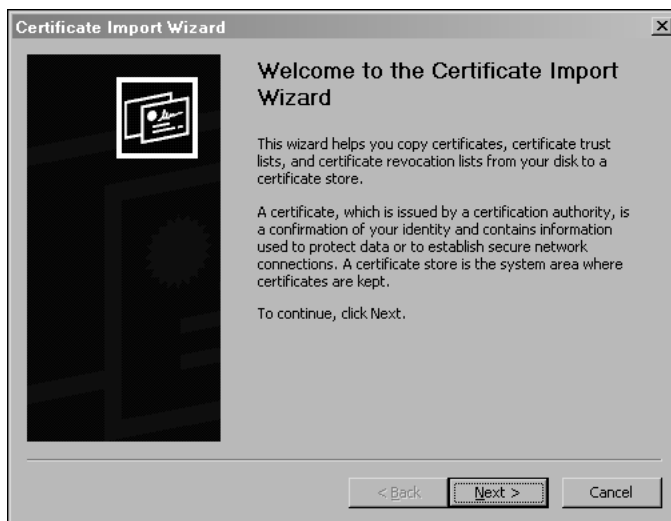 Certificate Import Wizard
Welcome to the Certificate Import
Wizard
This wizard helps you copy certificates, certificate trust
lists, and certificate revocation lists from your disk to a
certificate store.
A certificate, which is issued by a certification authority, is
a confirmation of your identity and contains information
used to protect data or to establish secure network
connections. A certificate store is the system area where
certificates are kept.
To continue, click Next.
< Back Next > Cancel